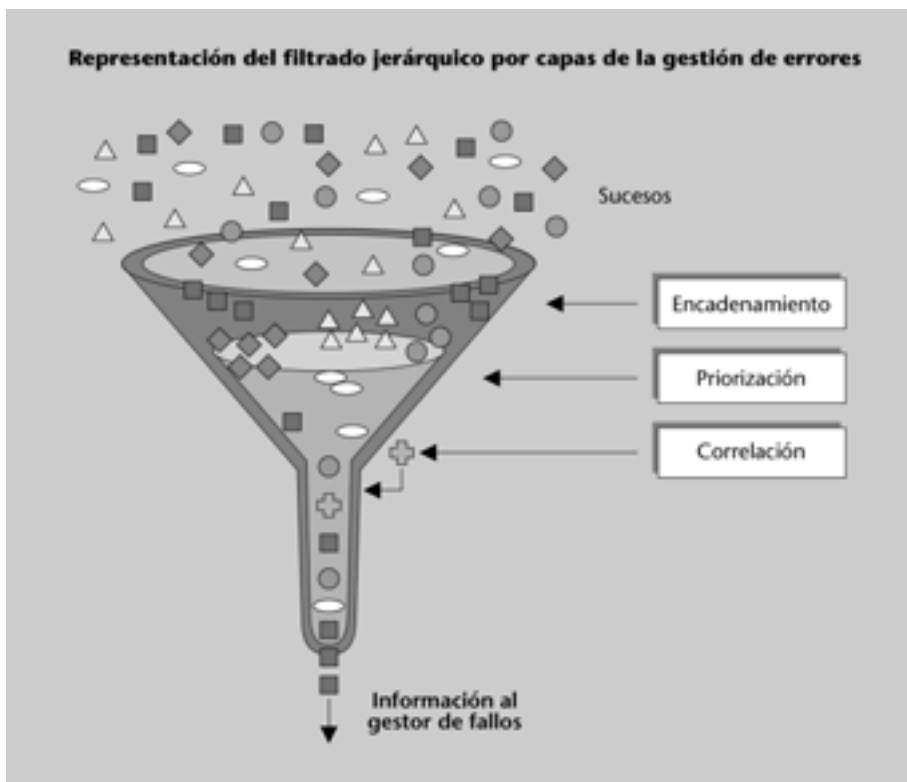 Representación del filtrado jerárquico por capas de la gestión de errores
Sucesos
Encadenamiento
Priorización
Correlación
Información al
gestor de fallos